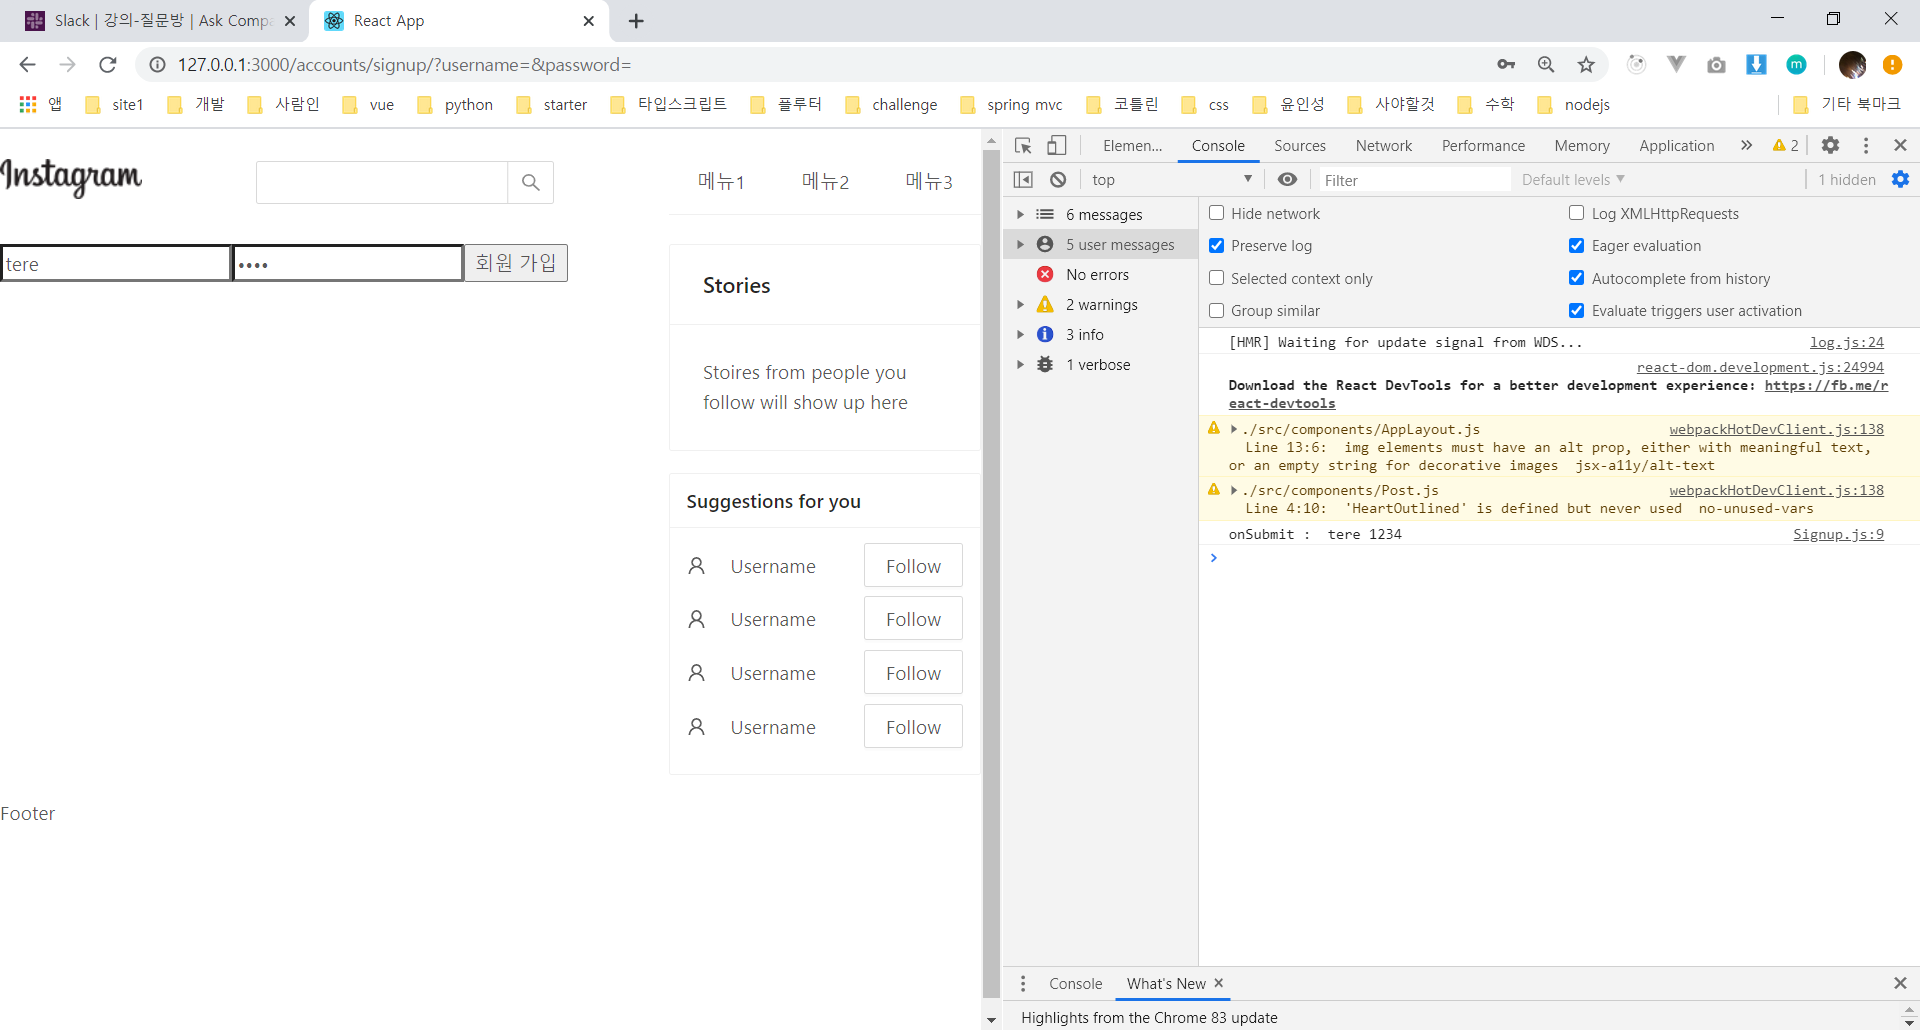 Slack | 강의-질문방 | Ask Compa
React App
127.0.0.1:3000/accounts/signup/?username=&password=
앱
site1
개발
사람인
vue
python
starter
타입스크립트
플루터
challenge
spring mvc
코틀린
css
윤인성
사야할것
수학
nodejs
기타 북마크
Instagram
메뉴1
메뉴2
메뉴3
tere
••••
회원 가입
Stories
Stoires from people you
follow will show up here
Suggestions for you
Username
Follow
Username
Follow
Username
Follow
Username
Follow
Footer
Elemen...
Console
Sources
Network
Performance
Memory
Application
»
2
top
Filter
Default levels
1 hidden
6 messages
5 user messages
No errors
2 warnings
3 info
1 verbose
Hide network
Log XMLHttpRequests
Preserve log
Eager evaluation
Selected context only
Autocomplete from history
Group similar
Evaluate triggers user activation
[HMR] Waiting for update signal from WDS...
log.js:24
react-dom.development.js:24994
Download the React DevTools for a better development experience: https://fb.me/r
eact-devtools
./src/components/AppLayout.js
webpackHotDevClient.js:138
Line 13:6:  img elements must have an alt prop, either with meaningful text,
or an empty string for decorative images  jsx-a11y/alt-text
./src/components/Post.js
webpackHotDevClient.js:138
Line 4:10:  'HeartOutlined' is defined but never used  no-unused-vars
onSubmit :  tere 1234
Signup.js:9
Console
What's New
Highlights from the Chrome 83 update
m